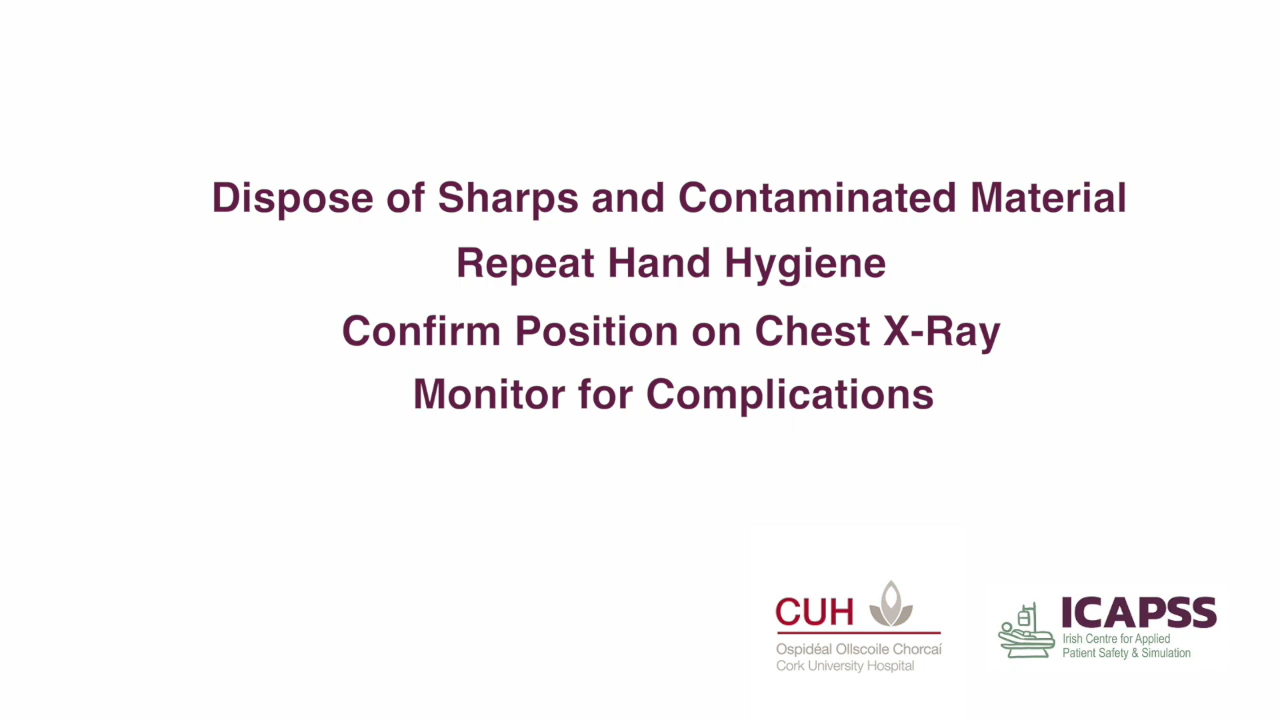 Dispose of Sharps and Contaminated Material
Repeat Hand Hygiene
Confirm Position on Chest X-Ray
Monitor for Complications
CUH
Ospidéal Ollscoile Chorcaí
Cork University Hospital
ICAPSS
Irish Centre for Applied
Patient Safety & Simulation